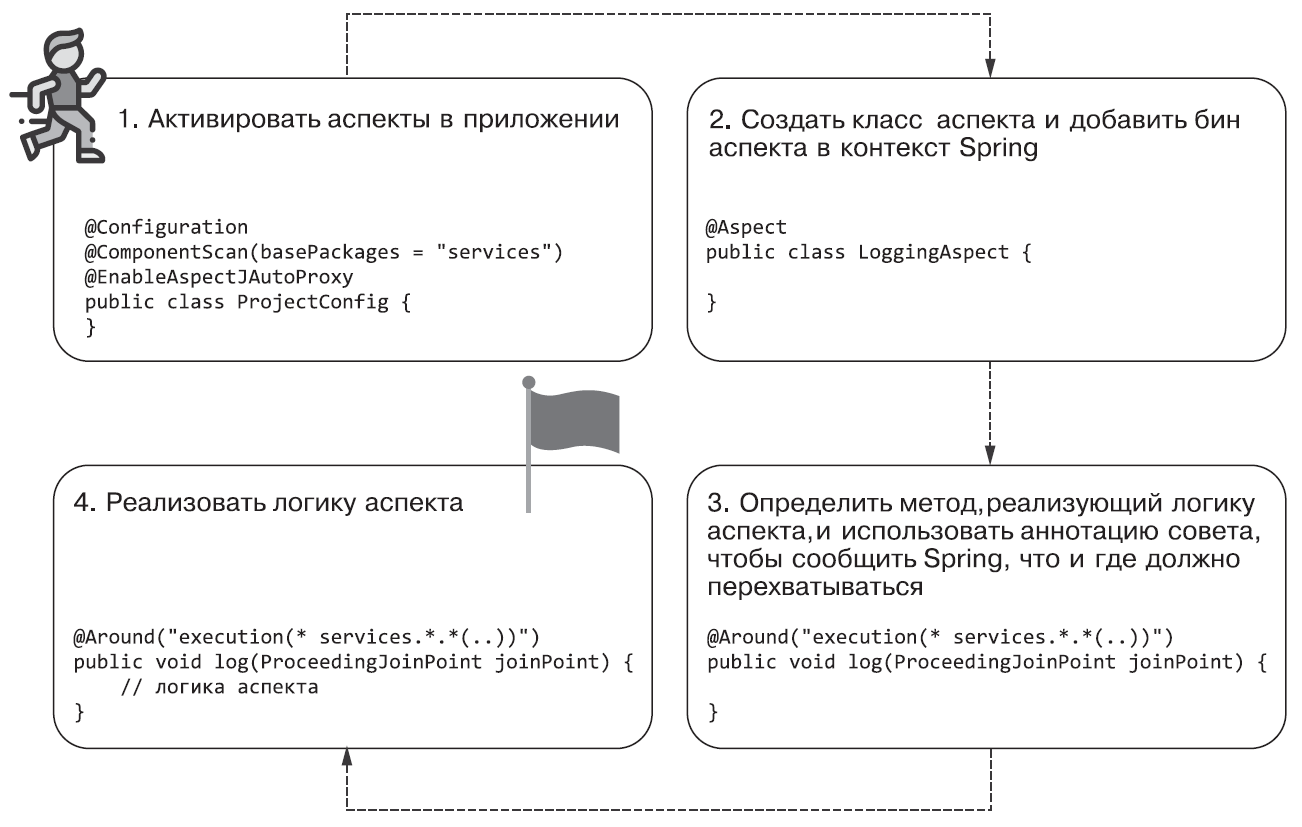 1. Активировать аспекты в приложении
@Configuration
@ComponentScan(basePackages = "services")
@EnableAspectJAutoProxy
public class ProjectConfig {
}
2. Создать класс аспекта и добавить бин
аспекта в контекст Spring
@Aspect
public class LoggingAspect {
}
3. Определить метод,реализующий логику
аспекта,и использовать аннотацию совета,
чтобы сообщить Spring, что и где должно
перехватываться
@Around("execution(* services.*.*(..))")
public void log(ProceedingJoinPoint joinPoint) {
}
4. Реализовать логику аспекта
@Around("execution(* services.*.*(..))")
public void log(ProceedingJoinPoint joinPoint) {
    // логика аспекта
}